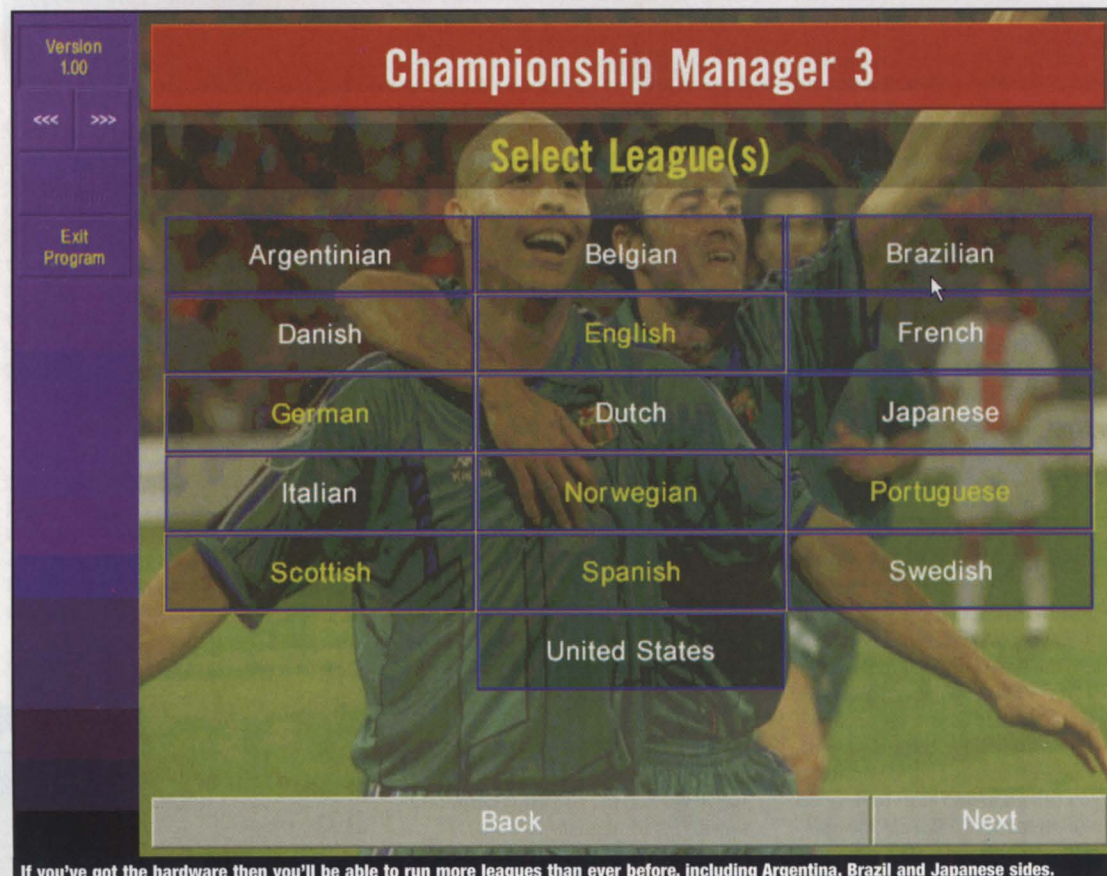 Version
1.00
<<< >>>
Exit
Program
Championship Manager 3
Select League(s)
Argentinian Belgian Brazilian
Danish English French
German Dutch Japanese
Italian Norwegian Portuguese
Scottish Spanish Swedish
United States
Back Next
If you've got the hardware then you'll be able to run more leagues than ever before, including Argentina, Brazil and Japanese sides.